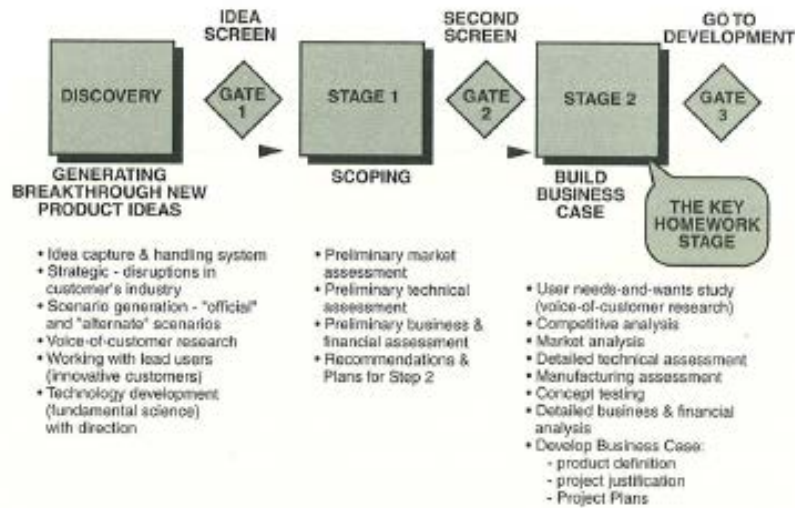 IDEA
SCREEN
SECOND
SCREEN
GO TO
DEVELOPMENT
DISCOVERY
GATE
1
STAGE 1
GATE
2
STAGE 2
GATE
3
GENERATING
BREAKTHROUGH NEW
PRODUCT IDEAS
SCOPING
BUILD
BUSINESS
CASE
THE KEY
HOMEWORK
STAGE
• Idea capture & handling system
• Strategic - disruptions in
customer's industry
• Scenario generation - "official"
and "alternate" scenarios
• Voice-of-customer research
• Working with lead users
(innovative customers)
• Technology development
(fundamental science)
with direction
• Preliminary market
assessment
• Preliminary technical
assessment
• Preliminary business &
financial assessment
• Recommendations &
Plans for Step 2
• User needs-and-wants study
(voice-of-customer research)
• Competitive analysis
• Market analysis
• Detailed technical assessment
• Manufacturing assessment
• Concept testing
• Detailed business & financial
analysis
• Develop Business Case:
- product definition
- project justification
- Project Plans